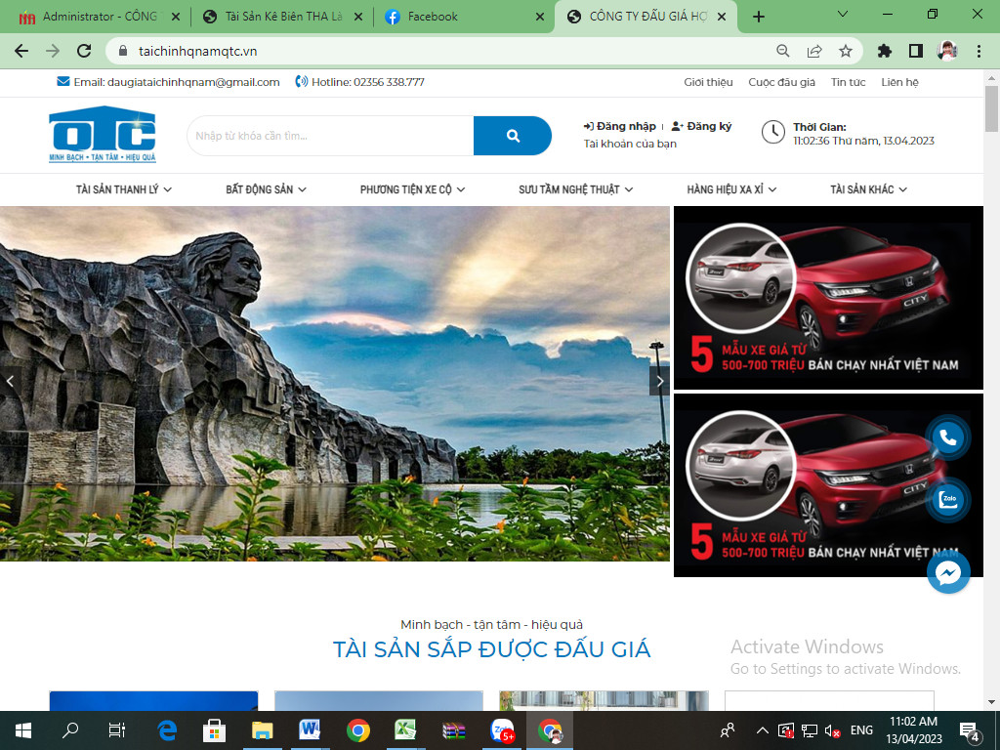 Administrator - CÔNG
Tài Sản Kê Biên THA Là
Facebook
CÔNG TY ĐẤU GIÁ HỢ
taichinhqnamqtc.vn
Email: daugiataichinhqnam@gmail.com
Hotline: 02356 338.777
Giới thiệu
Cuộc đấu giá
Tin tức
Liên hệ
QTC
MINH BẠCH • TẬN TÂM • HIỆU QUẢ
Nhập từ khóa cần tìm...
Đăng nhập
Đăng ký
Tài khoản của bạn
Thời Gian:
11:02:36 Thứ năm, 13.04.2023
TÀI SẢN THANH LÝ
BẤT ĐỘNG SẢN
PHƯƠNG TIỆN XE CỘ
SƯU TẦM NGHỆ THUẬT
HÀNG HIỆU XA XỈ
TÀI SẢN KHÁC
CITY
5 MẪU XE GIÁ TỪ
500-700 TRIỆU BÁN CHẠY NHẤT VIỆT NAM
CITY
Zalo
5 MẪU XE GIÁ TỪ
500-700 TRIỆU BÁN CHẠY NHẤT VIỆT NAM
Minh bạch - tận tâm - hiệu quả
TÀI SẢN SẮP ĐƯỢC ĐẤU GIÁ
Activate Windows
Go to Settings to activate Windows.
5+
ENG
11:02 AM
13/04/2023
4